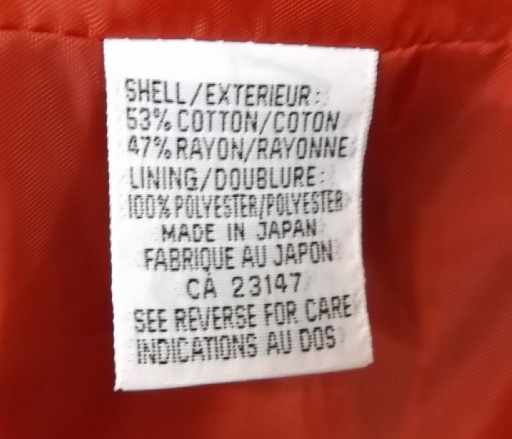 SHELL/EXTERIEUR:
53% COTTON/COTON
47% RAYON/RAYONNE
LINING/DOUBLURE:
100% POLYESTER/POLYESTER
MADE IN JAPAN
FABRIQUE AU JAPON
CA 23147
SEE REVERSE FOR CARE
INDICATIONS AU DOS